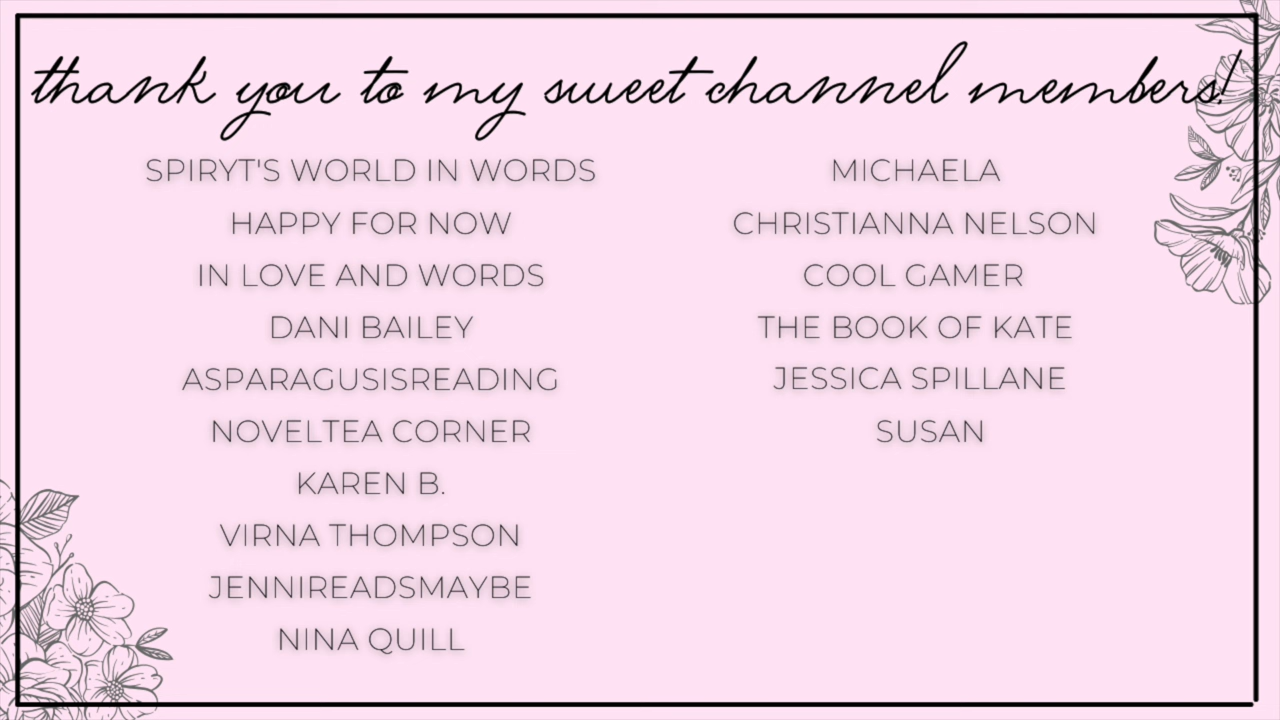 thank you to my sweet channel members!
SPIRYT'S WORLD IN WORDS
HAPPY FOR NOW
IN LOVE AND WORDS
DANI BAILEY
ASPARAGUSISREADING
NOVELTEA CORNER
KAREN B.
VIRNA THOMPSON
JENNIREADSMAYBE
NINA QUILL
MICHAELA
CHRISTIANNA NELSON
COOL GAMER
THE BOOK OF KATE
JESSICA SPILLANE
SUSAN